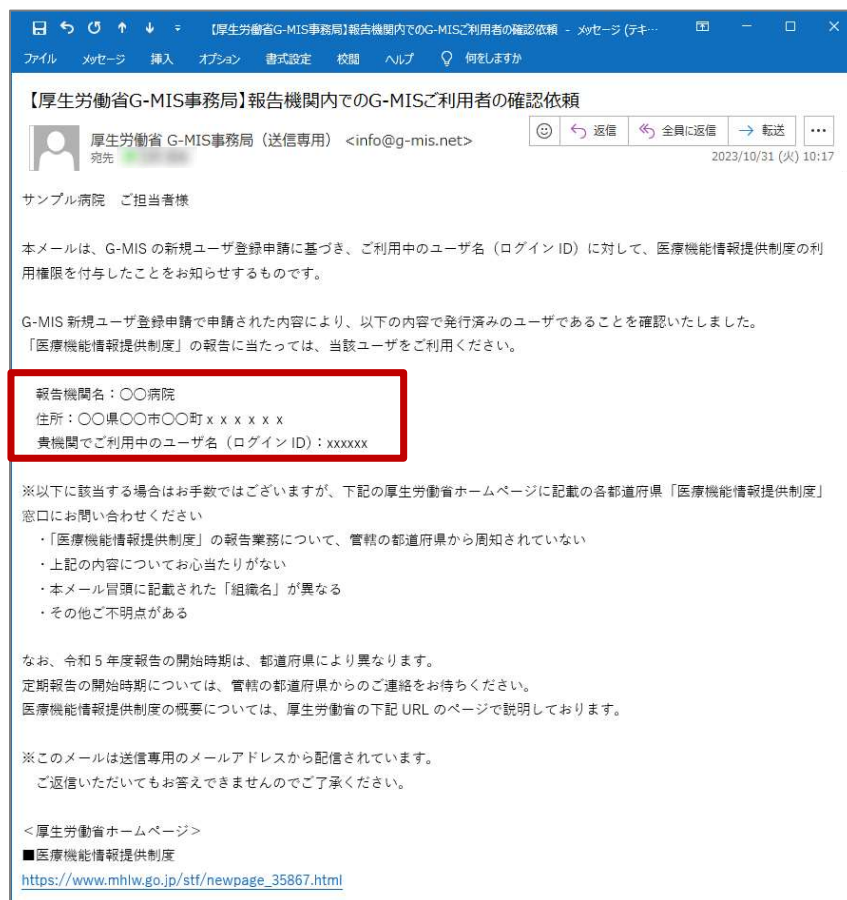 【厚生労働省G-MIS事務局】報告機関内でのG-MISご利用者の確認依頼 - メッセージ (テキ…
ファイル メッセージ 挿入 オプション 書式設定 校閲 ヘルプ 何をしますか
【厚生労働省G-MIS事務局】報告機関内でのG-MISご利用者の確認依頼
厚生労働省 G-MIS事務局（送信専用） <info@g-mis.net>
返信 全員に返信 転送 …
宛先
2023/10/31 (火) 10:17
サンプル病院 ご担当者様
本メールは、G-MIS の新規ユーザ登録申請に基づき、ご利用中のユーザ名（ログイン ID）に対して、医療機能情報提供制度の利
用権限を付与したことをお知らせするものです。
G-MIS 新規ユーザ登録申請で申請された内容により、以下の内容で発行済みのユーザであることを確認いたしました。
「医療機能情報提供制度」の報告に当たっては、当該ユーザをご利用ください。
報告機関名：〇〇病院
住所：〇〇県〇〇市〇〇町ｘｘｘｘｘｘ
貴機関でご利用中のユーザ名（ログイン ID）：xxxxxx
※以下に該当する場合はお手数ではございますが、下記の厚生労働省ホームページに記載の各都道府県「医療機能情報提供制度」
窓口にお問い合わせください
・「医療機能情報提供制度」の報告業務について、管轄の都道府県から周知されていない
・上記の内容についてお心当たりがない
・本メール冒頭に記載された「組織名」が異なる
・その他ご不明点がある
なお、令和５年度報告の開始時期は、都道府県により異なります。
定期報告の開始時期については、管轄の都道府県からのご連絡をお待ちください。
医療機能情報提供制度の概要については、厚生労働省の下記 URL のページで説明しております。
※このメールは送信専用のメールアドレスから配信されています。
ご返信いただいてもお答えできませんのでご了承ください。
＜厚生労働省ホームページ＞
■医療機能情報提供制度
https://www.mhlw.go.jp/stf/newpage_35867.html